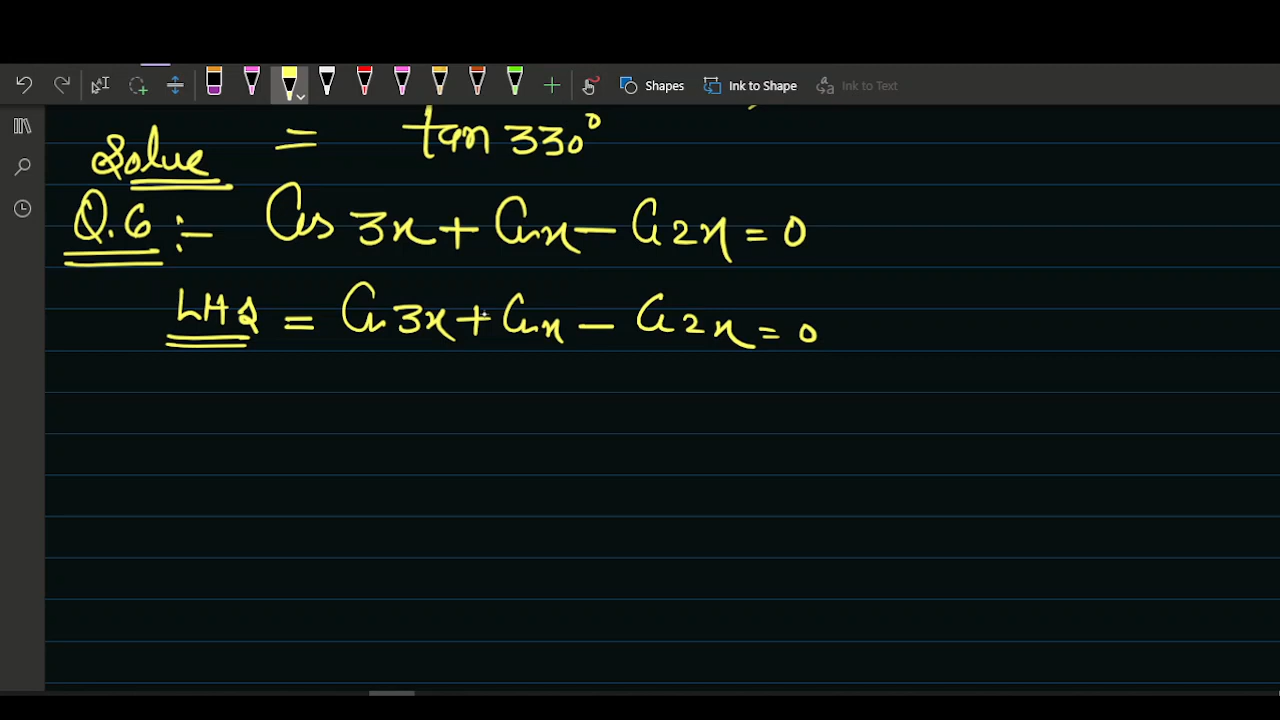 Shapes Ink to Shape Ink to Text
= tan 330°
Solve
Q.6 :- Cos 3x + Cos x - Cos 2x = 0
LHS = Cos 3x + Cos x - Cos 2x = 0